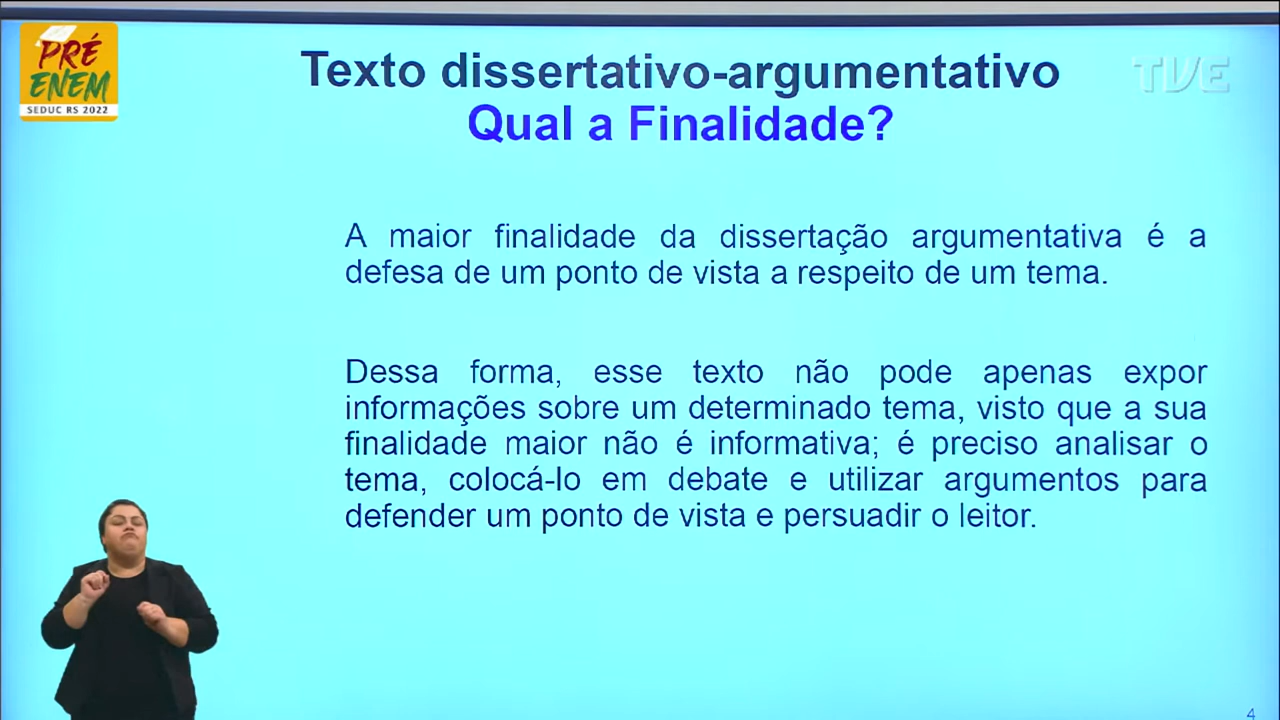 PRÉ
ENEM
SEDUC RS 2022
TVE
Texto dissertativo-argumentativo
Qual a Finalidade?
A maior finalidade da dissertação argumentativa é a
defesa de um ponto de vista a respeito de um tema.
Dessa forma, esse texto não pode apenas expor
informações sobre um determinado tema, visto que a sua
finalidade maior não é informativa; é preciso analisar o
tema, colocá-lo em debate e utilizar argumentos para
defender um ponto de vista e persuadir o leitor.
4